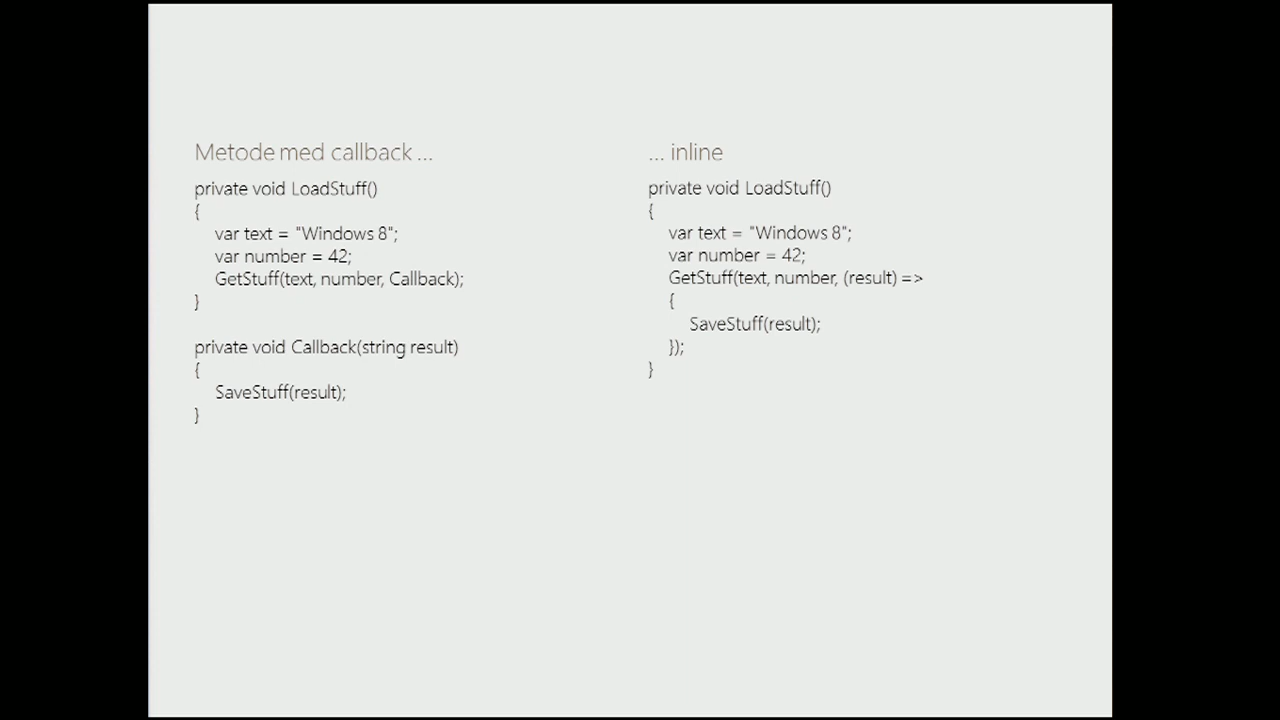 Metode med callback ...
private void LoadStuff()
{
var text = "Windows 8";
var number = 42;
GetStuff(text, number, Callback);
}
private void Callback(string result)
{
SaveStuff(result);
}
... inline
private void LoadStuff()
{
var text = "Windows 8";
var number = 42;
GetStuff(text, number, (result) =>
{
SaveStuff(result);
});
}